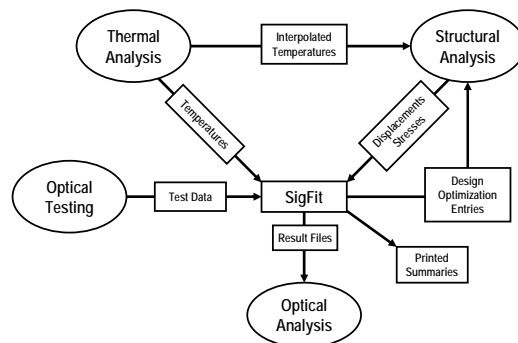 Thermal
Analysis
Interpolated
Temperatures
Structural
Analysis
Temperatures
Displacements
Stresses
Optical
Testing
Test Data
SigFit
Design
Optimization
Entries
Result Files
Printed
Summaries
Optical
Analysis